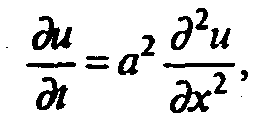 ∂u/∂t = a² ∂²u/∂x²,